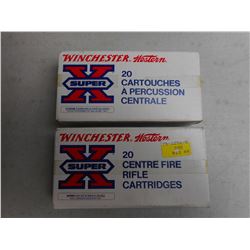 WINCHESTER Western
SUPER X
20
CARTOUCHES
À PERCUSSION
CENTRALE
WINCHESTER Western
SUPER X
20
CENTRE FIRE
RIFLE
CARTRIDGES